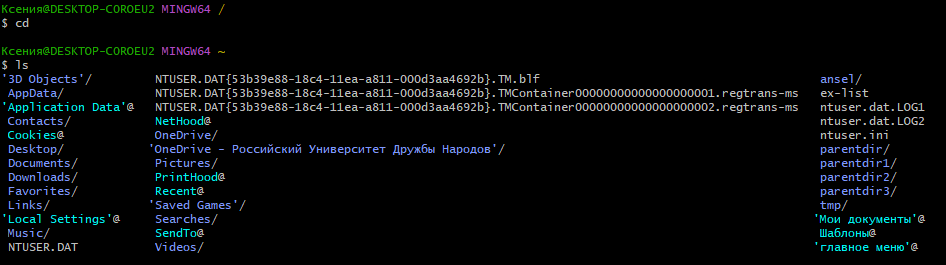 Ксения@DESKTOP-COROEU2 MINGW64 /
$ cd
Ксения@DESKTOP-COROEU2 MINGW64 ~
$ ls
'3D Objects'/ NTUSER.DAT{53b39e88-18c4-11ea-a811-000d3aa4692b}.TM.blf ansel/
AppData/ NTUSER.DAT{53b39e88-18c4-11ea-a811-000d3aa4692b}.TMContainer00000000000000000001.regtrans-ms ex-list
'Application Data'@ NTUSER.DAT{53b39e88-18c4-11ea-a811-000d3aa4692b}.TMContainer00000000000000000002.regtrans-ms ntuser.dat.LOG1
Contacts/ NetHood@ ntuser.dat.LOG2
Cookies@ OneDrive/ ntuser.ini
Desktop/ 'OneDrive - Российский Университет Дружбы Народов'/ parentdir/
Documents/ Pictures/ parentdir1/
Downloads/ PrintHood@ parentdir2/
Favorites/ Recent@ parentdir3/
Links/ 'Saved Games'/ tmp/
'Local Settings'@ Searches/ 'Мои документы'@
Music/ SendTo@ Шаблоны@
NTUSER.DAT Videos/ 'главное меню'@